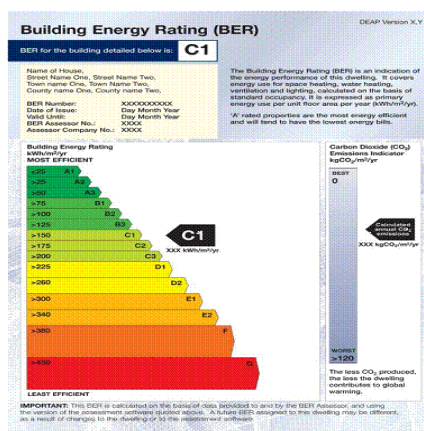 DEAP Version X,Y
Building Energy Rating (BER)
BER for the building detailed below is: C1
Name of House,
Street Name One, Street Name Two,
Town name One, Town Name Two,
County name One, County name Two,
BER Number: XXXXXXXXXX
Date of Issue: Day Month Year
Valid Until: Day Month Year
BER Assessor No.: XXXX
Assessor Company No.: XXXX
The Building Energy Rating (BER) is an indication of
the energy performance of this dwelling. It covers
energy use for space heating, water heating,
ventilation and lighting, calculated on the basis of
standard occupancy. It is expressed as primary
energy use per unit floor area per year (kWh/m²/yr).
'A' rated properties are the most energy efficient
and will tend to have the lowest energy bills.
Building Energy Rating
kWh/m²/yr
MOST EFFICIENT
<25 A1
>25 A2
>50 A3
>75 B1
>100 B2
>125 B3
>150 C1
>175 C2
>200 C3
>225 D1
>260 D2
>300 E1
>340 E2
>380 F
>450 G
LEAST EFFICIENT
C1
XXX kWh/m²/yr
Carbon Dioxide (CO₂)
Emissions Indicator
kgCO₂/m²/yr
BEST
0
Calculated
annual CO₂
emissions
XXX kgCO₂/m²/yr
WORST
>120
The less CO₂ produced,
the less the dwelling
contributes to global
warming.
IMPORTANT: This BER is calculated on the basis of data provided to and by the BER Assessor, and using
the version of the assessment software quoted above. A future BER assigned to this dwelling may be different,
as a result of changes to the dwelling or to the assessment software.